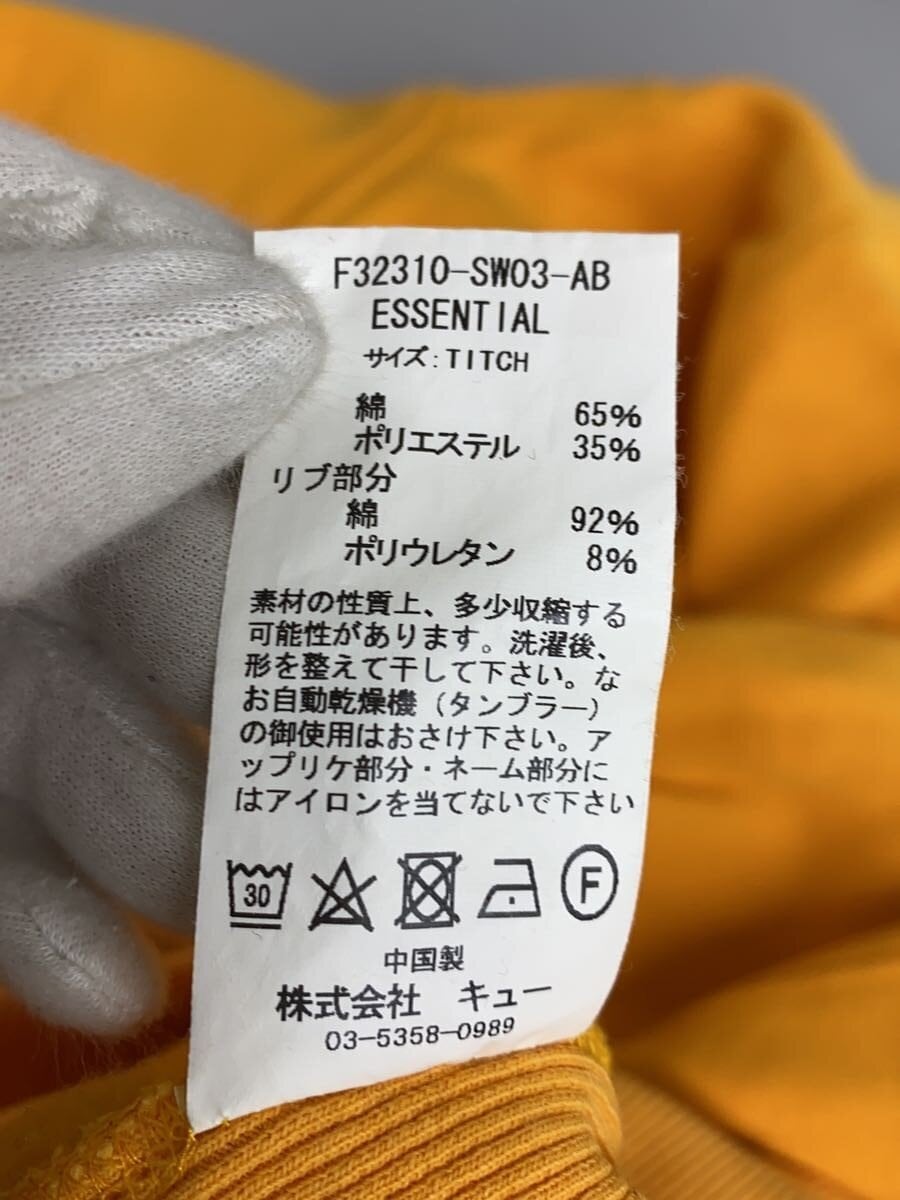 F32310-SW03-AB
ESSENTIAL
サイズ:TITCH
綿 65%
ポリエステル 35%
リブ部分
綿 92%
ポリウレタン 8%
素材の性質上、多少収縮する
可能性があります。洗濯後、
形を整えて干して下さい。な
お自動乾燥機(タンブラー)
の御使用はおさけ下さい。ア
ップリケ部分・ネーム部分に
はアイロンを当てないで下さい
30 F
中国製
株式会社 キュー
03-5358-0989